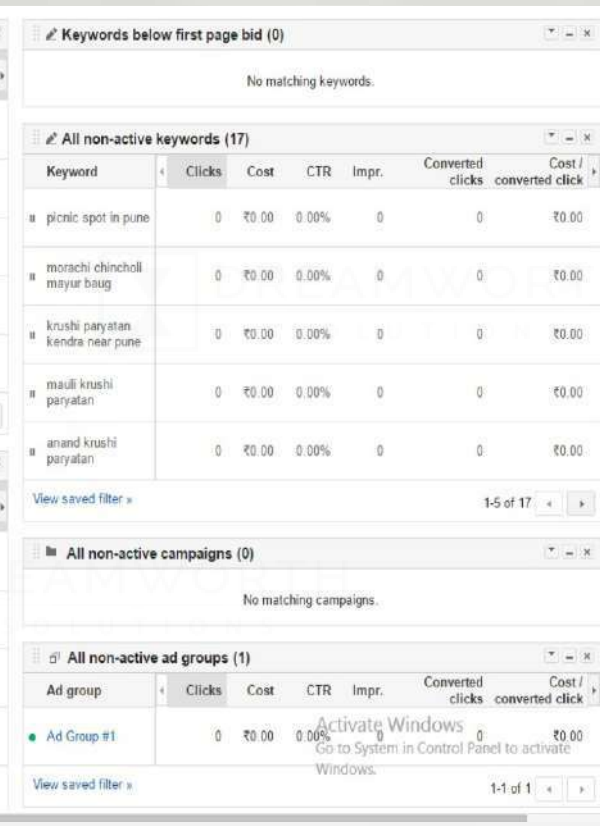 Keywords below first page bid (0)
No matching keywords.
All non-active keywords (17)
Keyword Clicks Cost CTR Impr. Converted clicks Cost / converted click
picnic spot in pune 0 ₹0.00 0.00% 0 0 ₹0.00
morachi chincholi mayur baug 0 ₹0.00 0.00% 0 0 ₹0.00
krushi paryatan kendra near pune 0 ₹0.00 0.00% 0 0 ₹0.00
mauli krushi paryatan 0 ₹0.00 0.00% 0 0 ₹0.00
anand krushi paryatan 0 ₹0.00 0.00% 0 0 ₹0.00
View saved filter » 1-5 of 17
All non-active campaigns (0)
No matching campaigns.
All non-active ad groups (1)
Ad group Clicks Cost CTR Impr. Converted clicks Cost / converted click
Ad Group #1 0 ₹0.00 0.00% 0 0 ₹0.00
View saved filter » 1-1 of 1
Activate Windows
Go to System in Control Panel to activate
Windows.